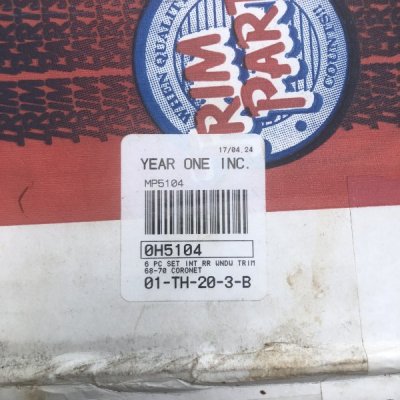 WHEN QUALITY
COUNTS!
TRIM
PARTS
17/04.24
YEAR ONE INC.
MP5104
0H5104
6 PC SET INT RR WNDW TRIM
68-70 CORONET
01-TH-20-3-B